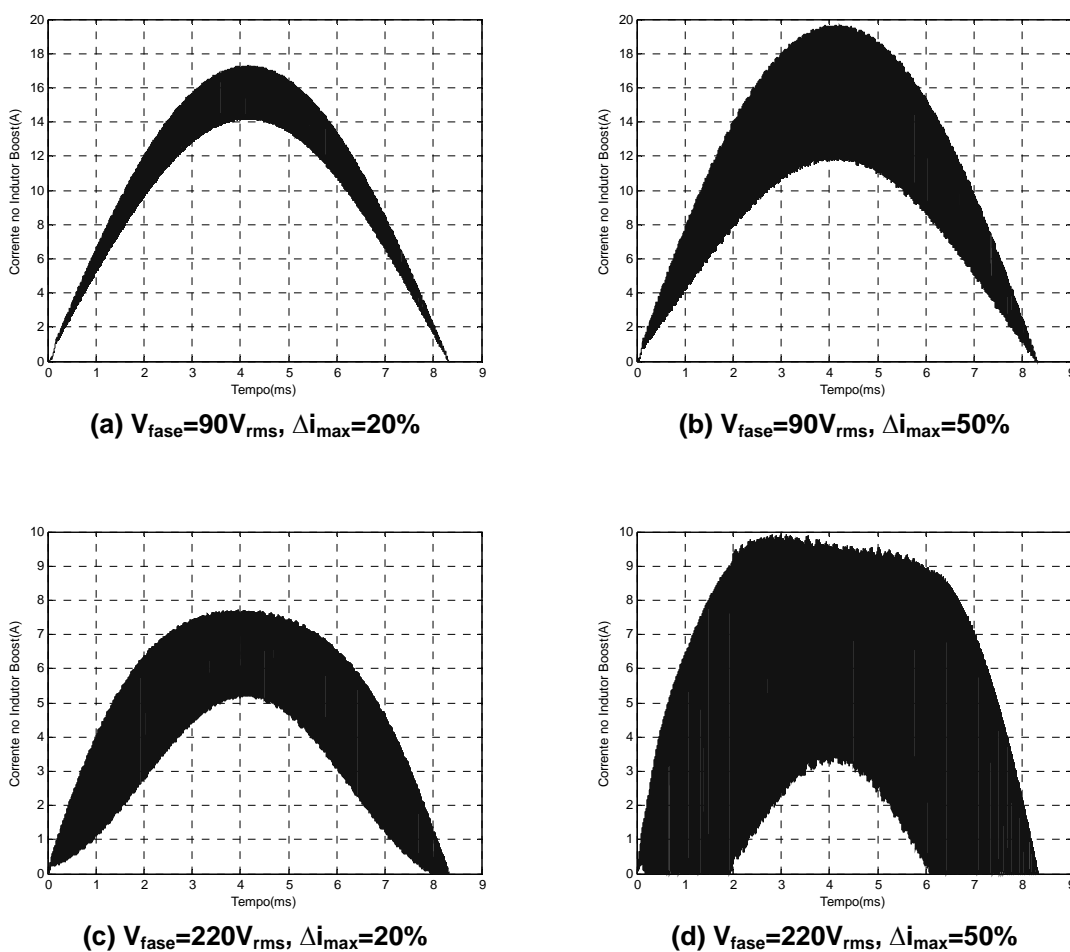 20
18
16
14
12
10
8
6
4
2
0
Corrente no Indutor Boost(A)
0 1 2 3 4 5 6 7 8 9
Tempo(ms)
(a) Vfase=90Vrms, Δimax=20%
20
18
16
14
12
10
8
6
4
2
0
Corrente no Indutor Boost(A)
0 1 2 3 4 5 6 7 8 9
Tempo(ms)
(b) Vfase=90Vrms, Δimax=50%
10
9
8
7
6
5
4
3
2
1
0
Corrente no Indutor Boost(A)
0 1 2 3 4 5 6 7 8 9
Tempo(ms)
(c) Vfase=220Vrms, Δimax=20%
10
9
8
7
6
5
4
3
2
1
0
Corrente no Indutor Boost(A)
0 1 2 3 4 5 6 7 8 9
Tempo(ms)
(d) Vfase=220Vrms, Δimax=50%